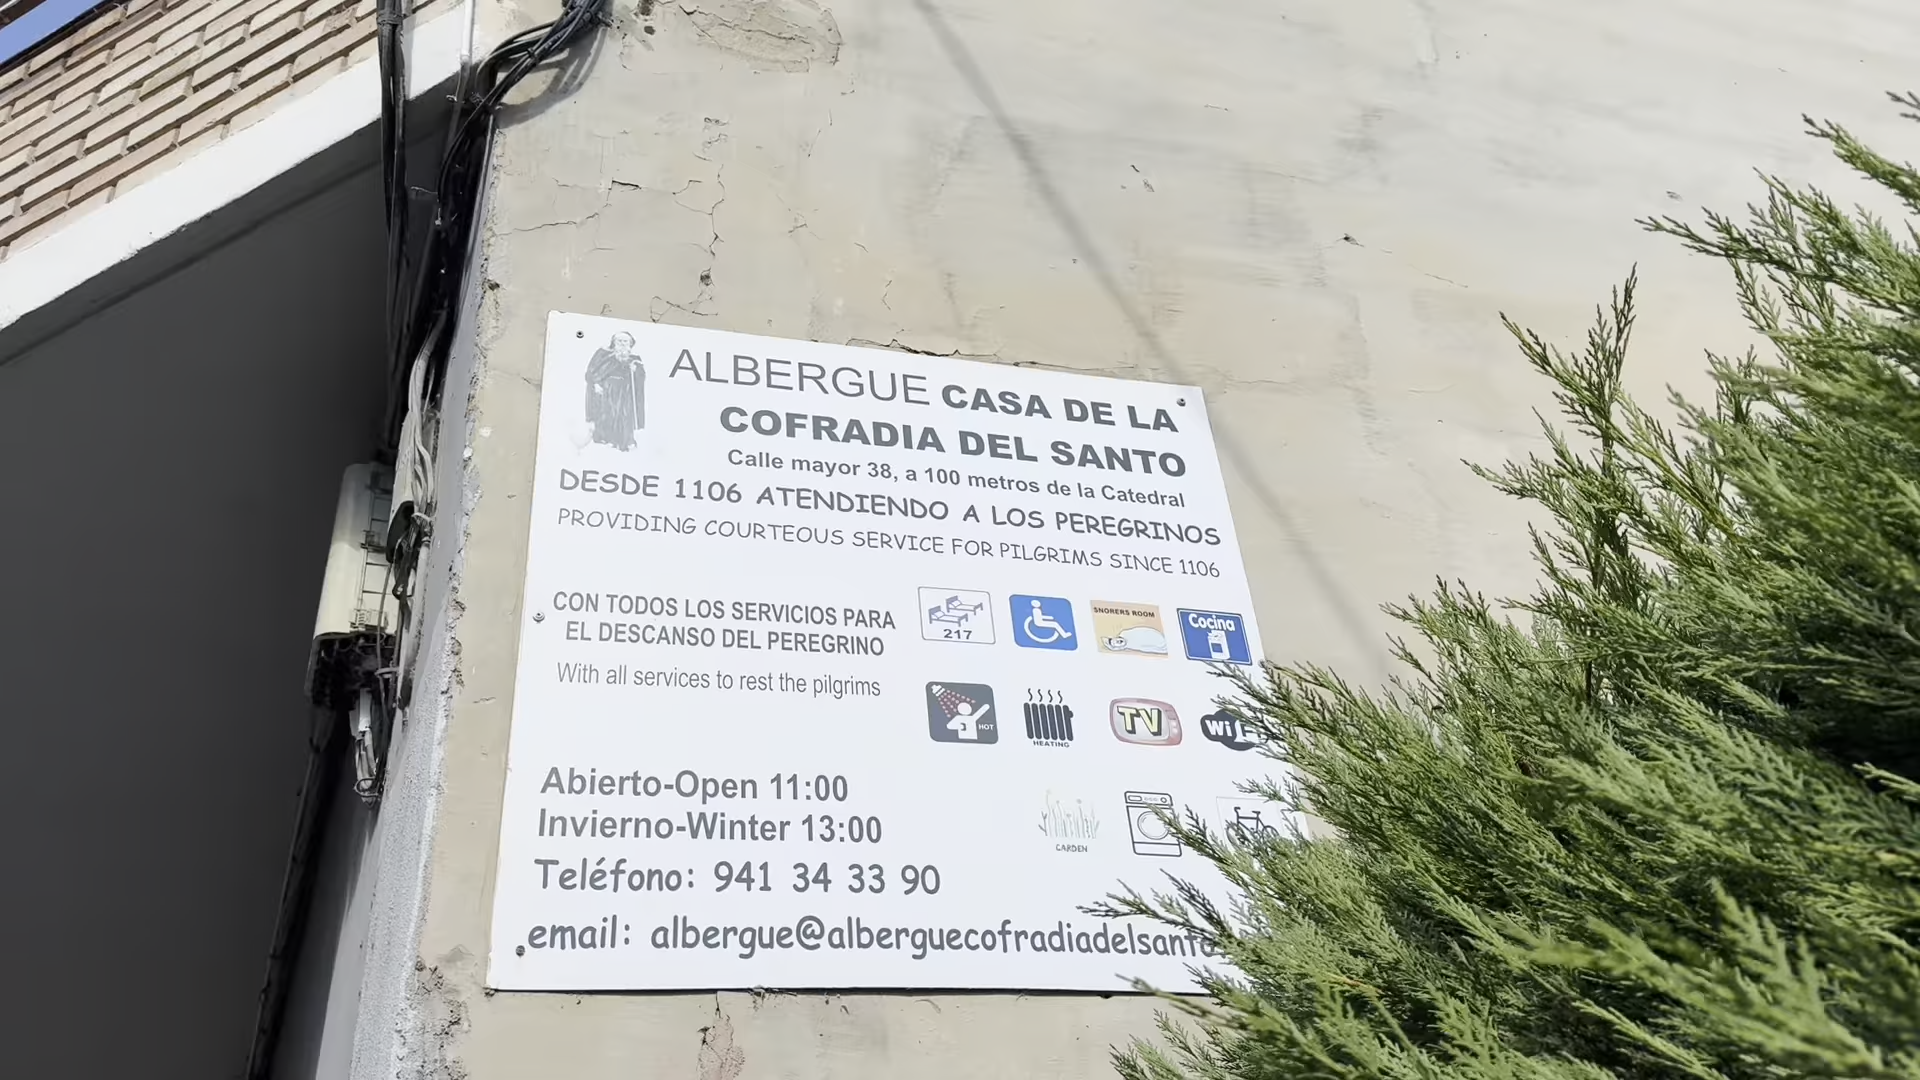 ALBERGUE CASA DE LA
COFRADIA DEL SANTO
Calle mayor 38, a 100 metros de la Catedral
DESDE 1106 ATENDIENDO A LOS PEREGRINOS
PROVIDING COURTEOUS SERVICE FOR PILGRIMS SINCE 1106
CON TODOS LOS SERVICIOS PARA
EL DESCANSO DEL PEREGRINO
With all services to rest the pilgrims
217
SNORERS ROOM
Cocina
HOT
HEATING
TV
GARDEN
Abierto-Open 11:00
Invierno-Winter 13:00
Teléfono: 941 34 33 90
email: albergue@alberguecofradiadelsanto